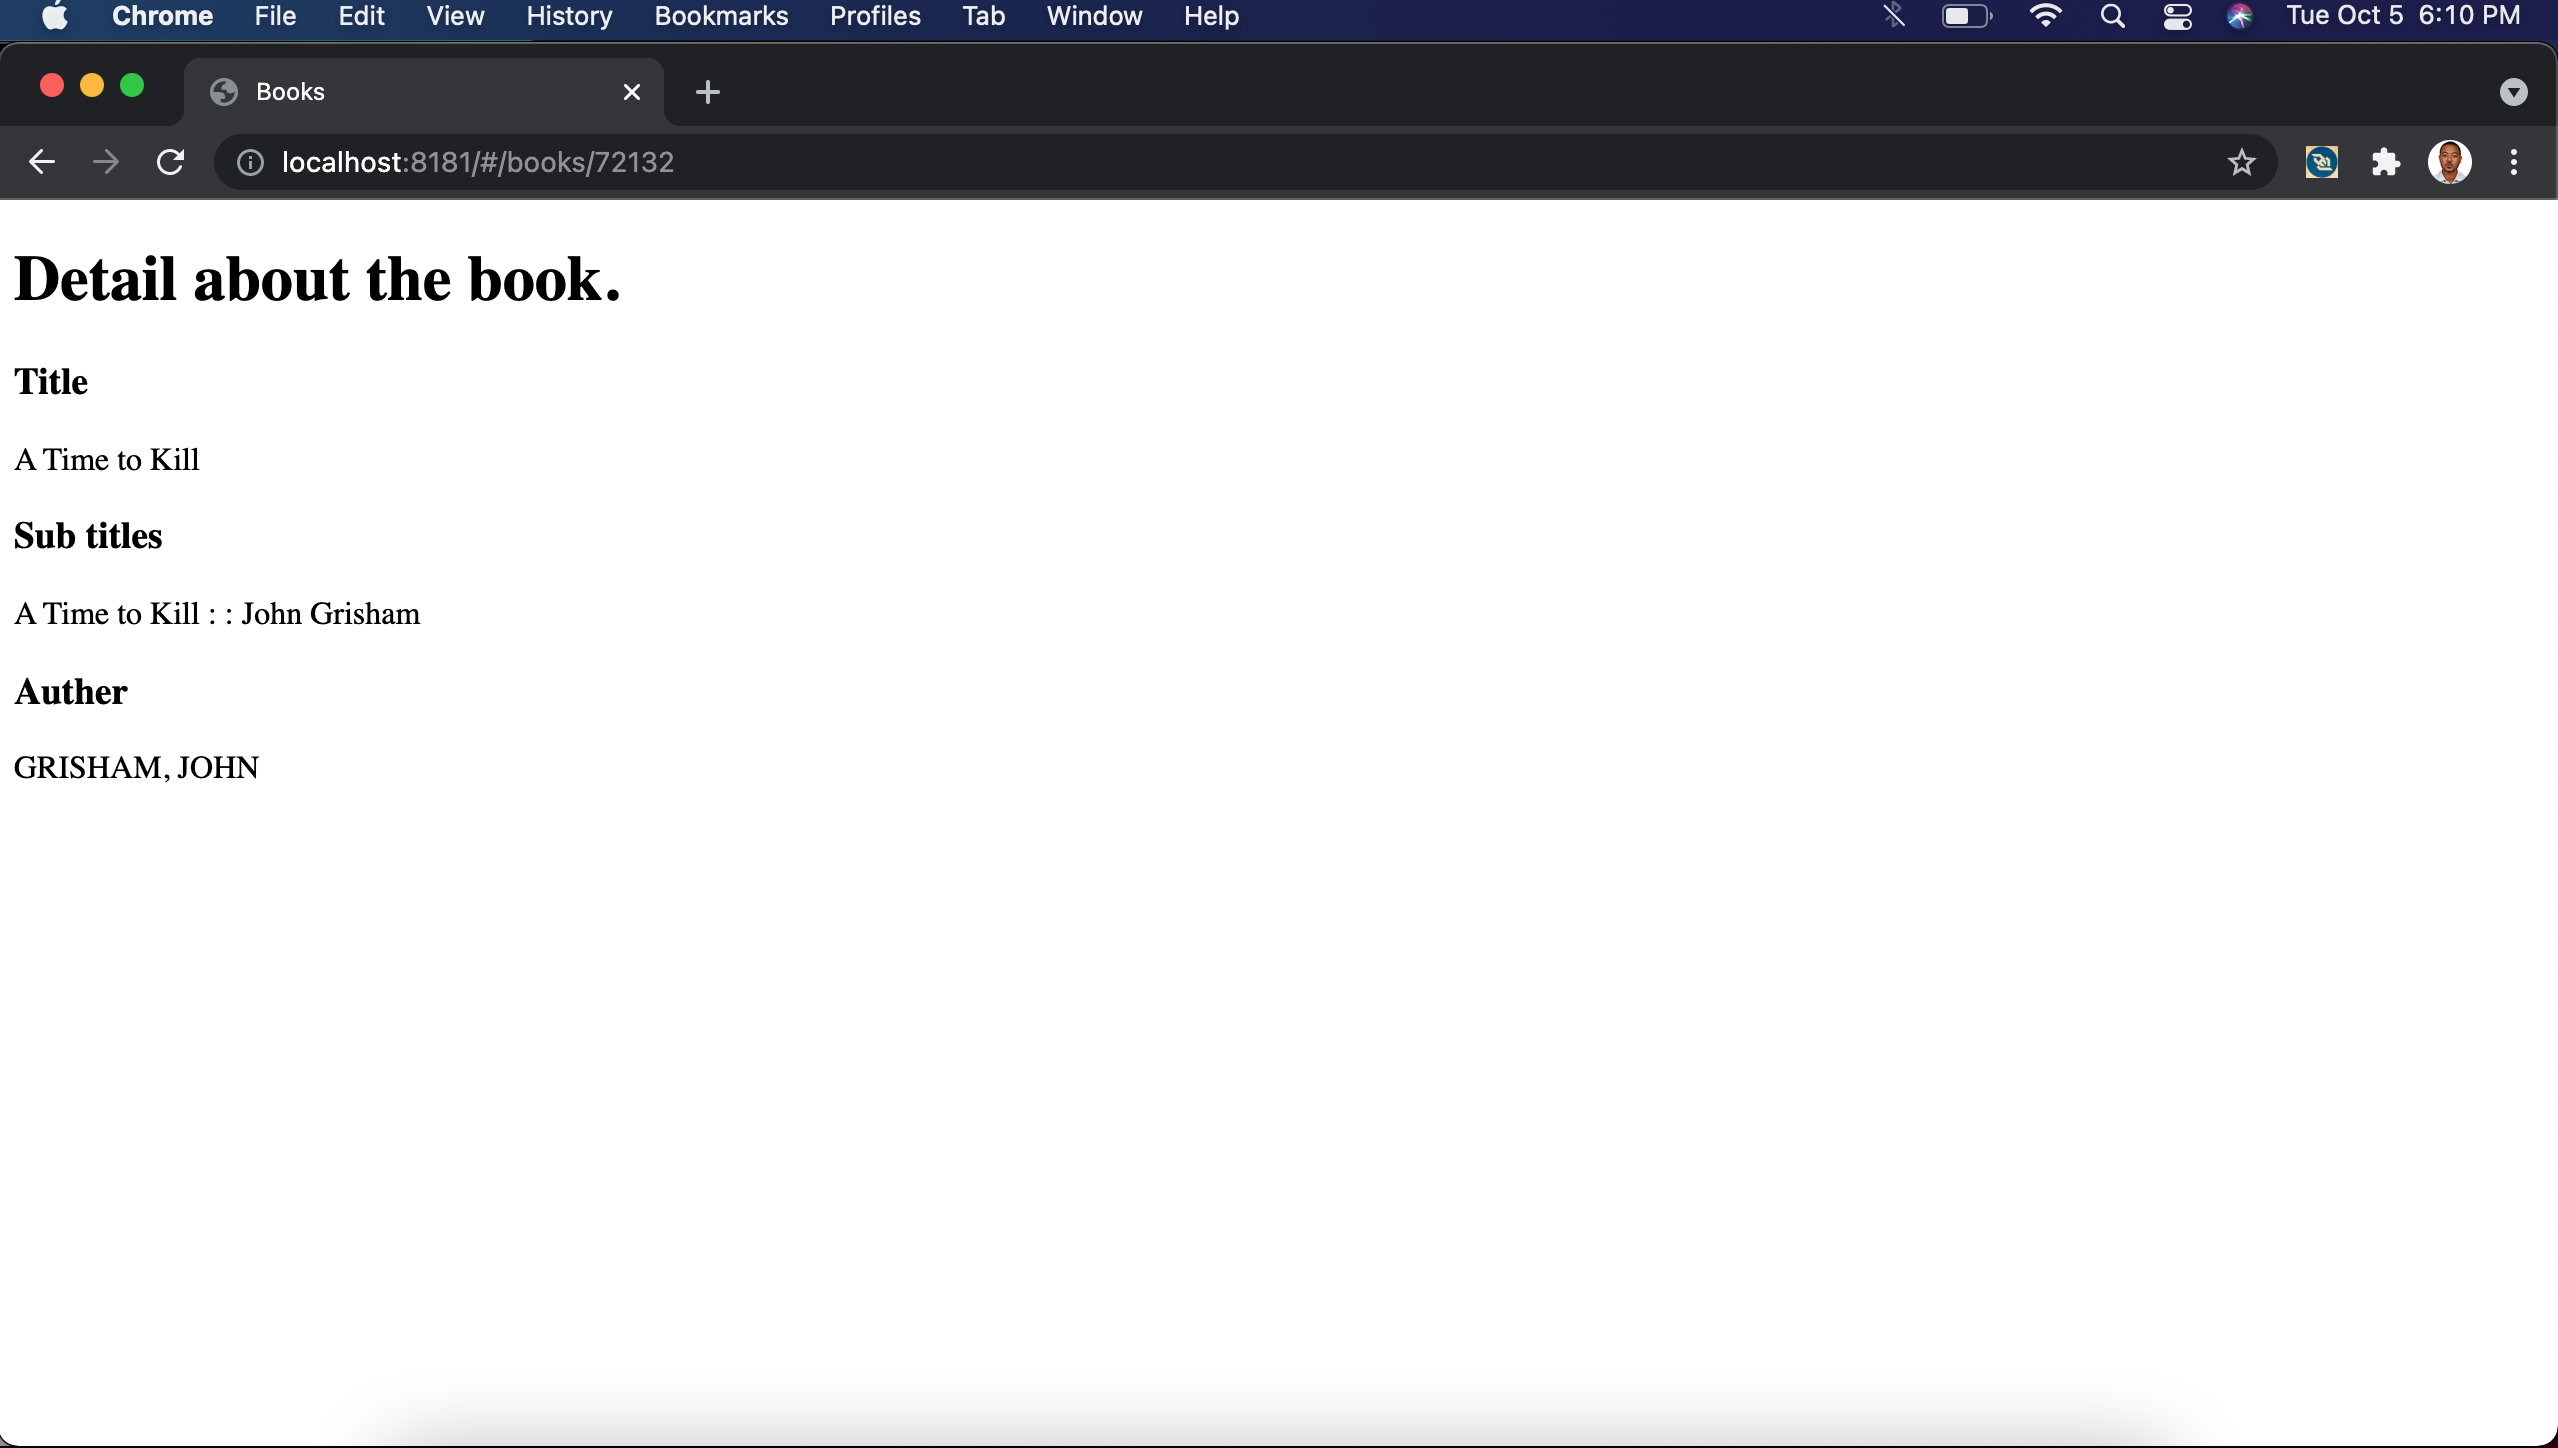 Chrome File Edit View History Bookmarks Profiles Tab Window Help Tue Oct 5 6:10 PM
Books
localhost:8181/#/books/72132
Detail about the book.
Title
A Time to Kill
Sub titles
A Time to Kill : : John Grisham
Auther
GRISHAM, JOHN